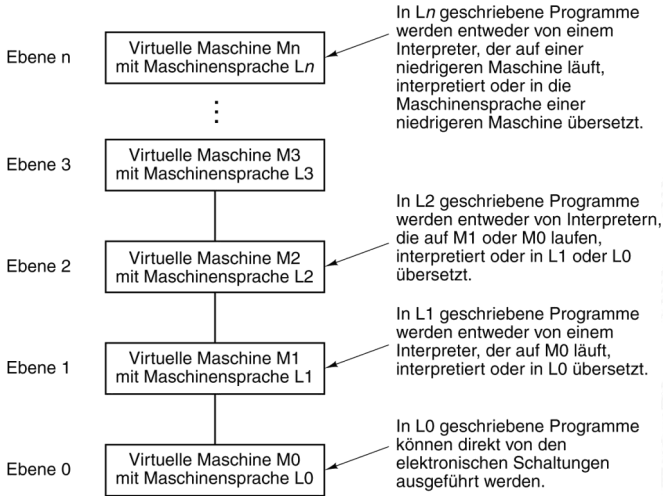 Ebene n
Virtuelle Maschine Mn
mit Maschinensprache Ln
In Ln geschriebene Programme
werden entweder von einem
Interpreter, der auf einer
niedrigeren Maschine läuft,
interpretiert oder in die
Maschinensprache einer
niedrigeren Maschine übersetzt.
Ebene 3
Virtuelle Maschine M3
mit Maschinensprache L3
Ebene 2
Virtuelle Maschine M2
mit Maschinensprache L2
In L2 geschriebene Programme
werden entweder von Interpretern,
die auf M1 oder M0 laufen,
interpretiert oder in L1 oder L0
übersetzt.
Ebene 1
Virtuelle Maschine M1
mit Maschinensprache L1
In L1 geschriebene Programme
werden entweder von einem
Interpreter, der auf M0 läuft,
interpretiert oder in L0 übersetzt.
Ebene 0
Virtuelle Maschine M0
mit Maschinensprache L0
In L0 geschriebene Programme
können direkt von den
elektronischen Schaltungen
ausgeführt werden.